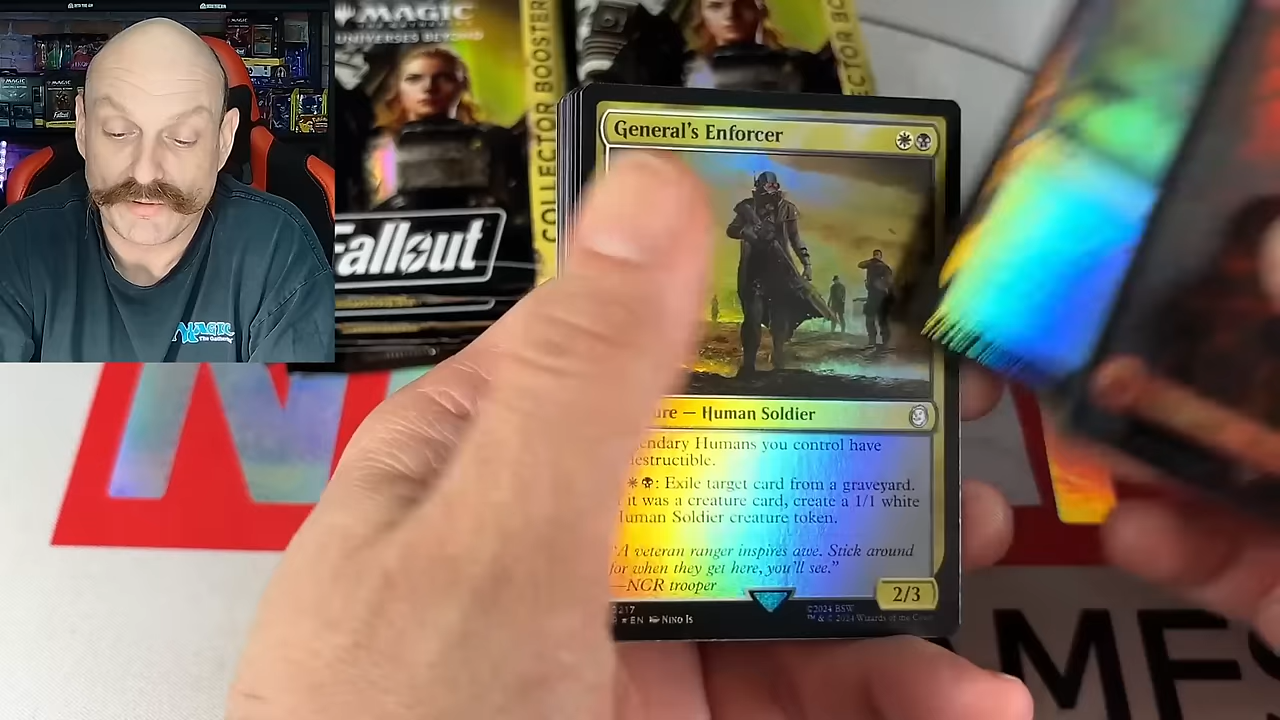 MAGIC
UNIVERSES BEYOND
COLLECTOR BOOSTER
Fallout
MAGIC
The Gathering
General's Enforcer
ure — Human Soldier
endary Humans you control have
destructible.
: Exile target card from a graveyard.
it was a creature card, create a 1/1 white
Human Soldier creature token.
"A veteran ranger inspires awe. Stick around
for when they get here, you'll see."
—NCR trooper
2/3
0217
EN Nino Is
©2024 BSW
™ & © 2024 Wizards of the Coast